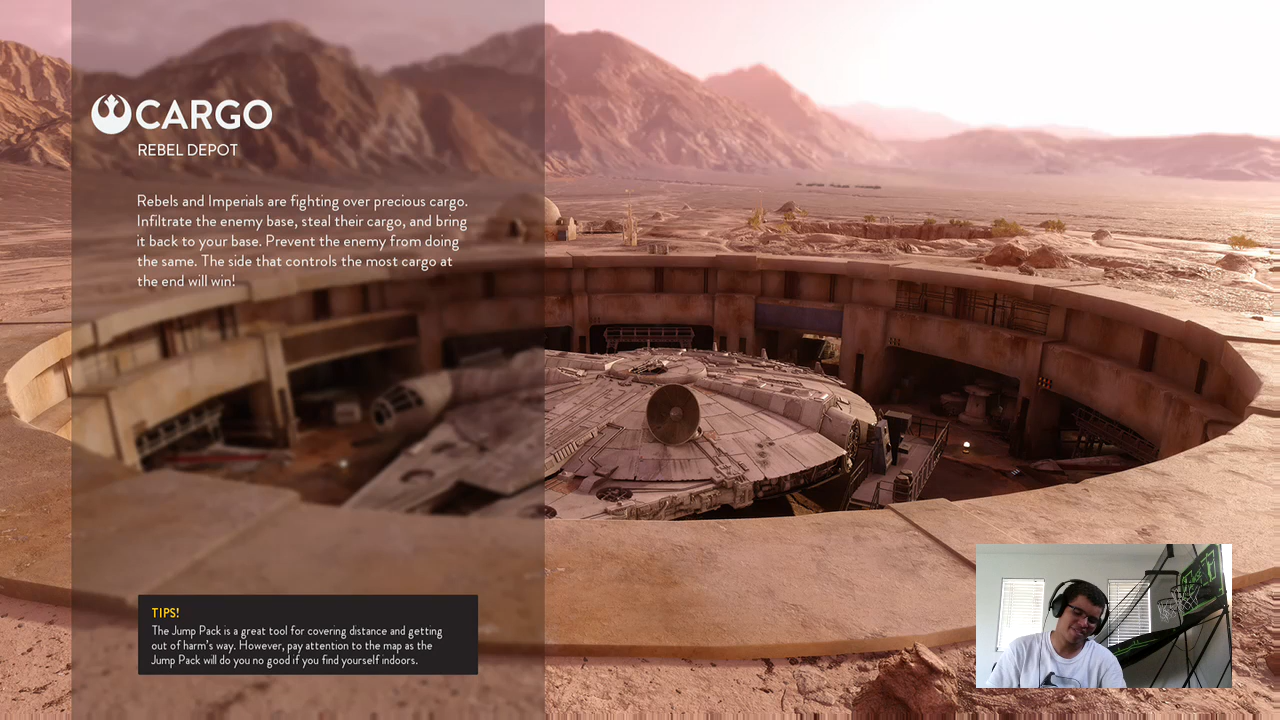 CARGO
REBEL DEPOT
Rebels and Imperials are fighting over precious cargo.
Infiltrate the enemy base, steal their cargo, and bring
it back to your base. Prevent the enemy from doing
the same. The side that controls the most cargo at
the end will win!
TIPS!
The Jump Pack is a great tool for covering distance and getting
out of harm's way. However, pay attention to the map as the
Jump Pack will do you no good if you find yourself indoors.